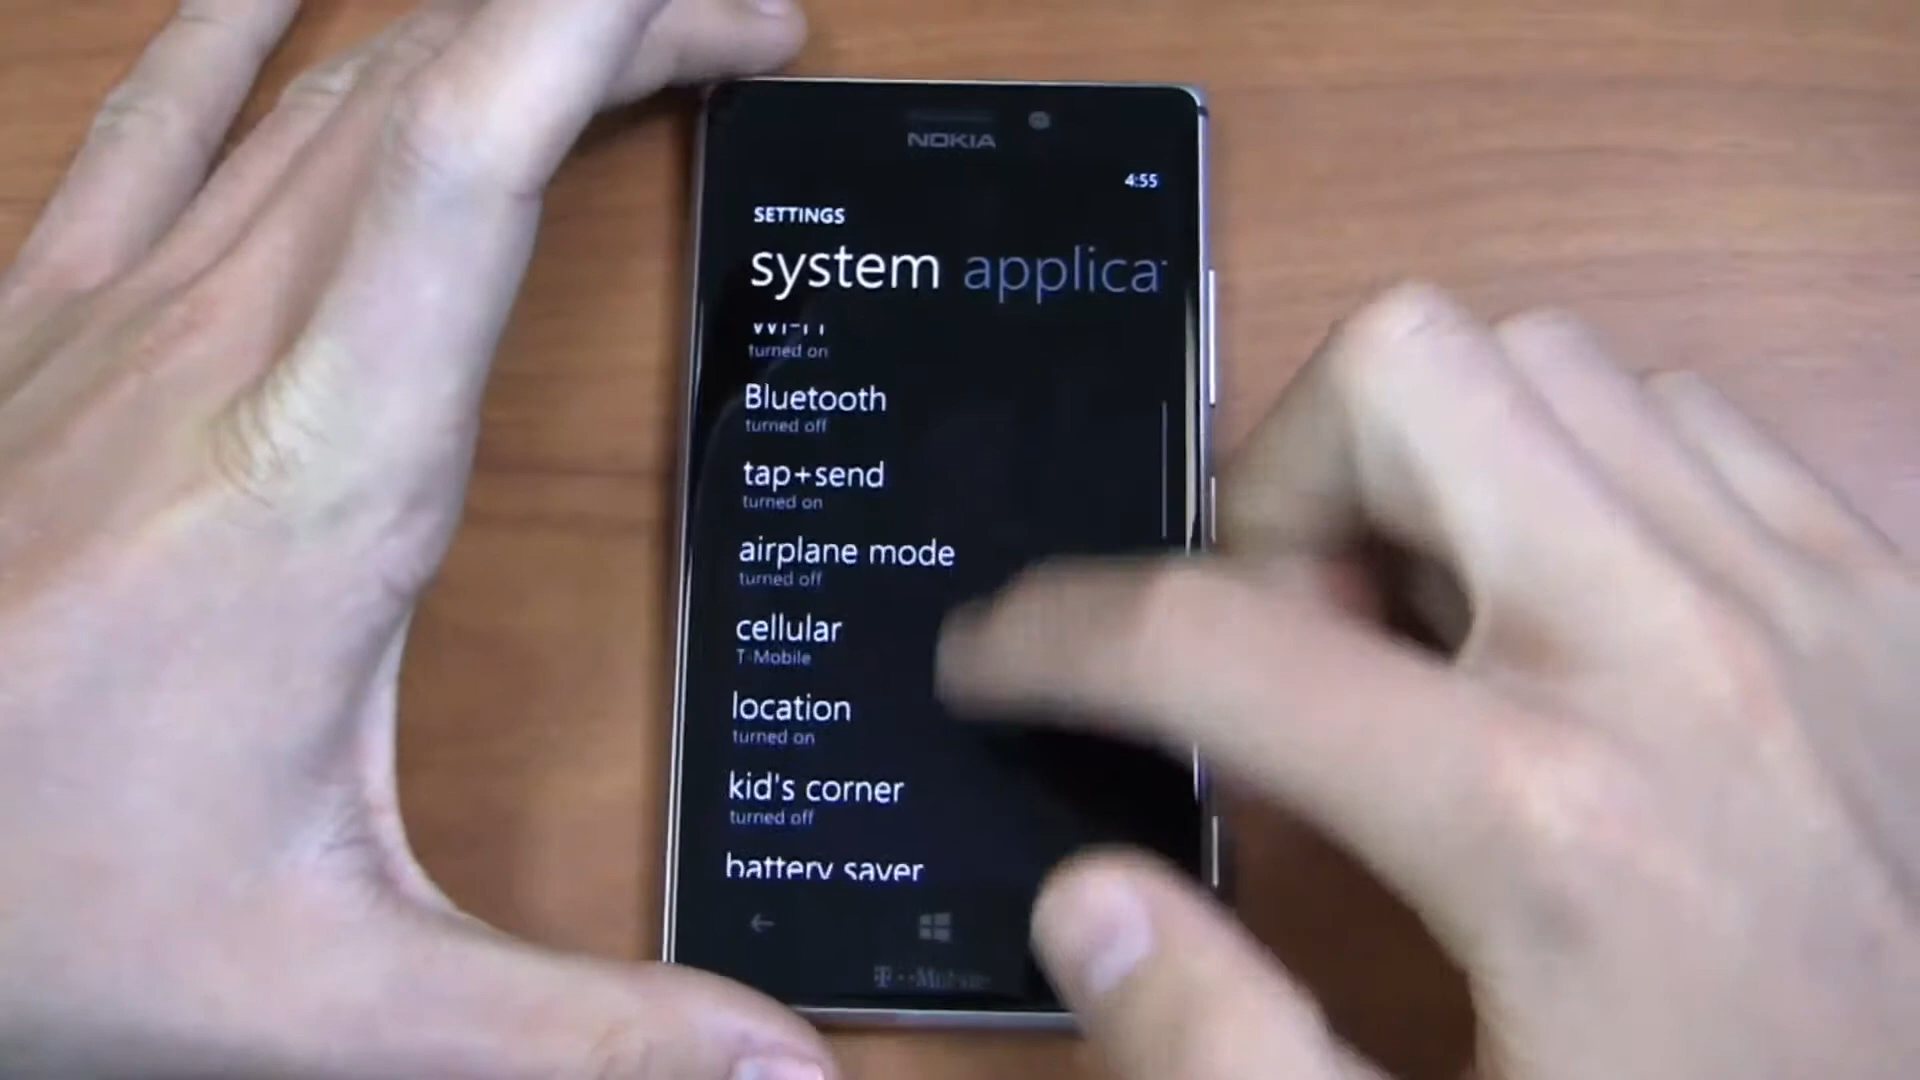 NOKIA
4:55
SETTINGS
system applica
turned on
Bluetooth
turned off
tap+send
turned on
airplane mode
turned off
cellular
T-Mobile
location
turned on
kid's corner
turned off
battery saver
T-Mobile